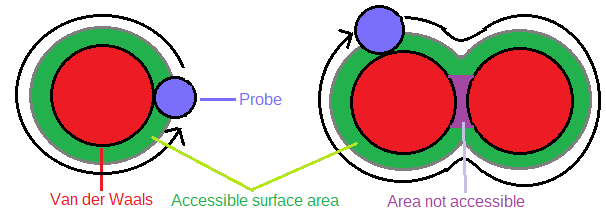 Probe
Van der Waals
Accessible surface area
Area not accessible